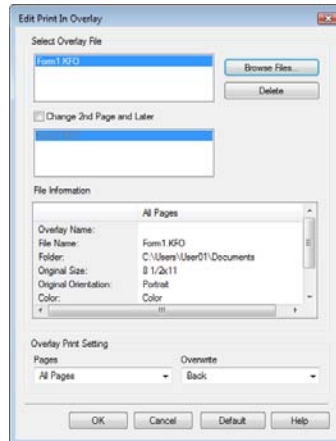 Edit Print In Overlay
Select Overlay File
Form1.KFO
Browse Files...
Delete
Change 2nd Page and Later
File Information
All Pages
Overlay Name:
File Name: Form1.KFO
Folder: C:\Users\User01\Documents
Original Size: 8 1/2x11
Original Orientation: Portrait
Color: Color
Overlay Print Setting
Pages Overwrite
All Pages Back
OK Cancel Default Help